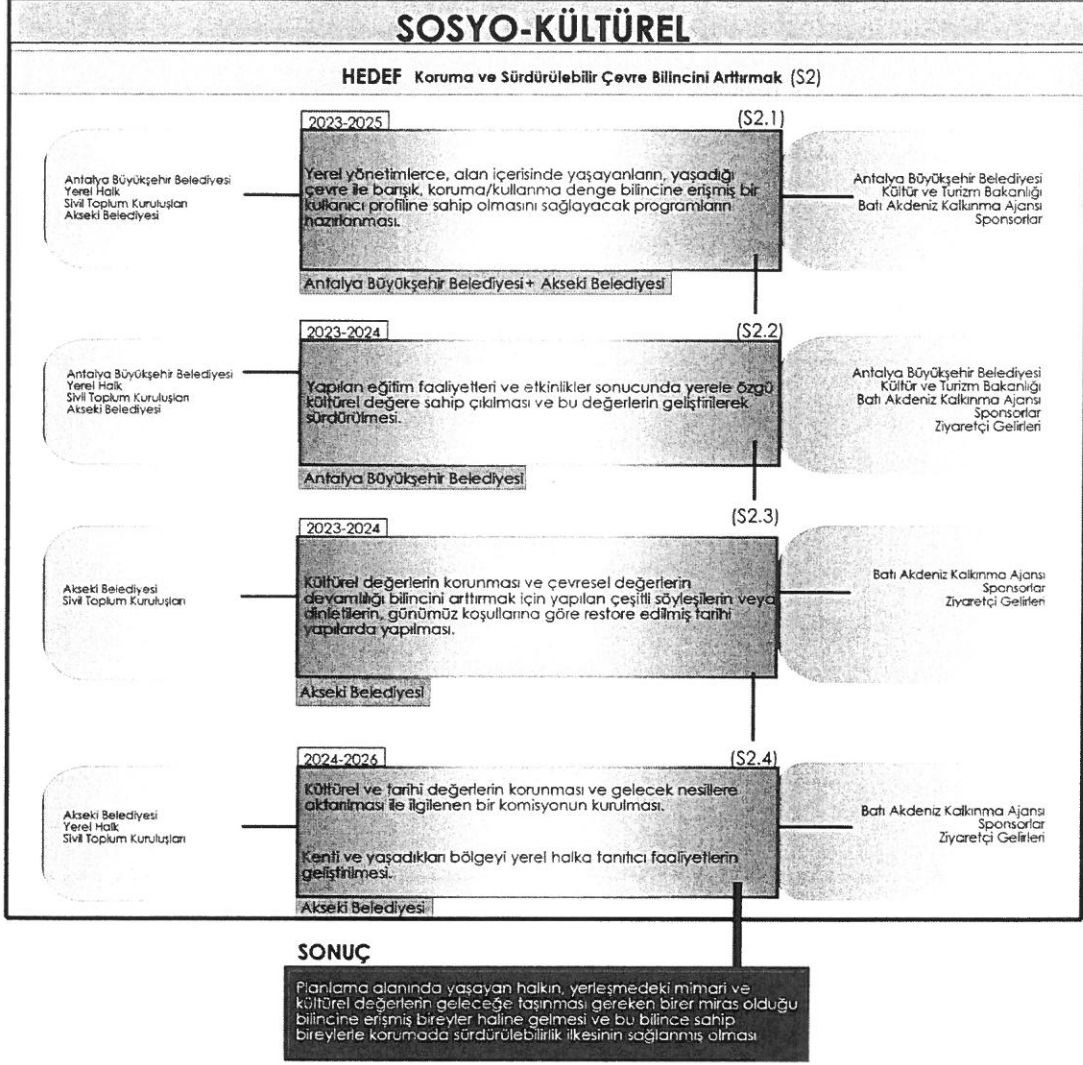 SOSYO-KÜLTÜREL
HEDEF Koruma ve Sürdürülebilir Çevre Bilincini Arttırmak (S2)
2023-2025
(S2.1)
Antalya Büyükşehir Belediyesi
Yerel Halk
Sivil Toplum Kuruluşları
Akseki Belediyesi
Yerel yönetimlerce, alan içerisinde yaşayanların, yaşadığı
çevre ile barışık, koruma/kullanma denge bilincine erişmiş bir
kullanıcı profiline sahip olmasını sağlayacak programların
hazırlanması.
Antalya Büyükşehir Belediyesi
Kültür ve Turizm Bakanlığı
Batı Akdeniz Kalkınma Ajansı
Sponsorlar
Antalya Büyükşehir Belediyesi+ Akseki Belediyesi
2023-2024
(S2.2)
Antalya Büyükşehir Belediyesi
Yerel Halk
Sivil Toplum Kuruluşları
Akseki Belediyesi
Yapılan eğitim faaliyetleri ve etkinlikler sonucunda yerele özgü
kültürel değere sahip çıkılması ve bu değerlerin geliştirilerek
sürdürülmesi.
Antalya Büyükşehir Belediyesi
Kültür ve Turizm Bakanlığı
Batı Akdeniz Kalkınma Ajansı
Sponsorlar
Ziyaretçi Gelirleri
Antalya Büyükşehir Belediyesi
2023-2024
(S2.3)
Akseki Belediyesi
Sivil Toplum Kuruluşları
Kültürel değerlerin korunması ve çevresel değerlerin
devamlılığı bilincini arttırmak için yapılan çeşitli söyleşilerin veya
dinletilerin, günümüz koşullarına göre restore edilmiş tarihi
yapılarda yapılması.
Batı Akdeniz Kalkınma Ajansı
Sponsorlar
Ziyaretçi Gelirleri
Akseki Belediyesi
2024-2026
(S2.4)
Akseki Belediyesi
Yerel Halk
Sivil Toplum Kuruluşları
Kültürel ve tarihi değerlerin korunması ve gelecek nesillere
aktarılması ile ilgilenen bir komisyonun kurulması.
Kenti ve yaşadıkları bölgeyi yerel halka tanıtıcı faaliyetlerin
geliştirilmesi.
Batı Akdeniz Kalkınma Ajansı
Sponsorlar
Ziyaretçi Gelirleri
Akseki Belediyesi
SONUÇ
Planlama alanında yaşayan halkın, yerleşmedeki mimari ve
kültürel değerlerin geleceğe taşınması gereken birer miras olduğu
bilincine erişmiş bireyler haline gelmesi ve bu bilince sahip
bireylerle korumada sürdürülebilirlik ilkesinin sağlanmış olması